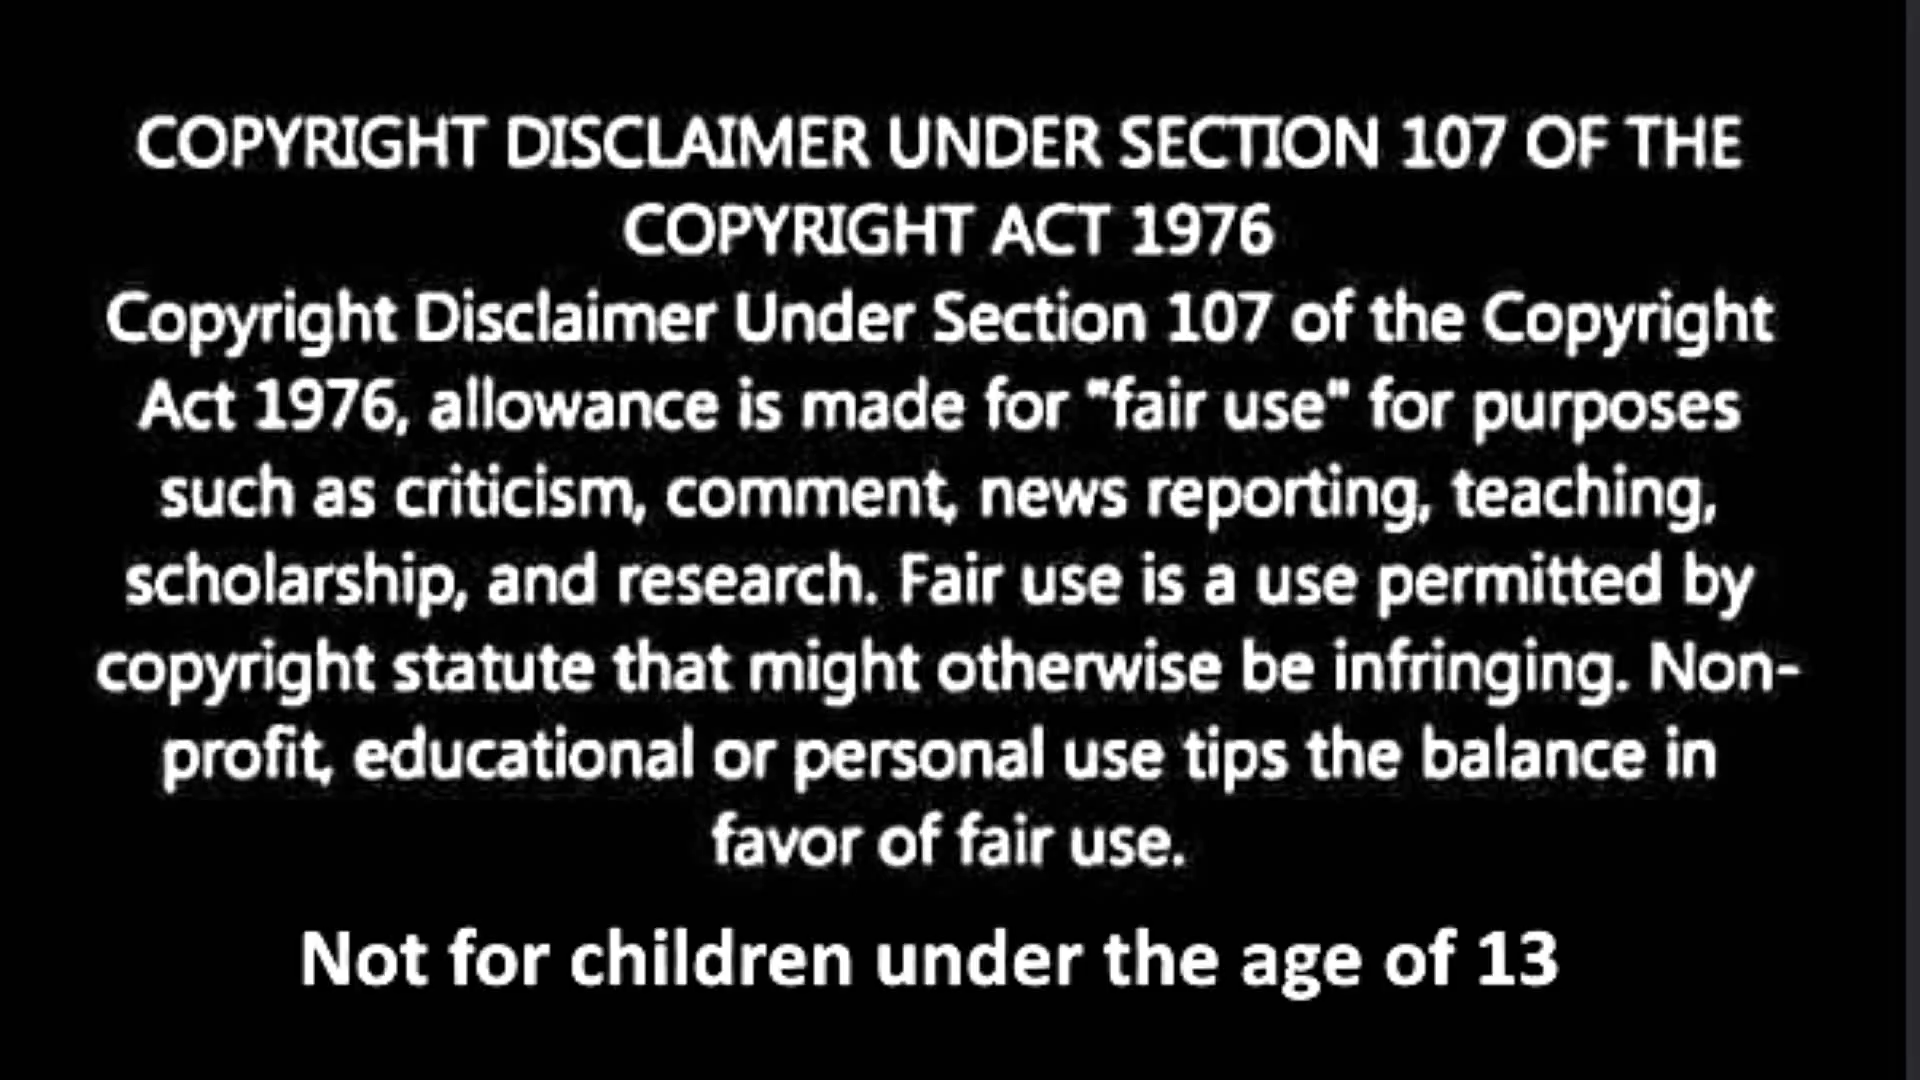 COPYRIGHT DISCLAIMER UNDER SECTION 107 OF THE
COPYRIGHT ACT 1976
Copyright Disclaimer Under Section 107 of the Copyright
Act 1976, allowance is made for "fair use" for purposes
such as criticism, comment, news reporting, teaching,
scholarship, and research. Fair use is a use permitted by
copyright statute that might otherwise be infringing. Non-
profit, educational or personal use tips the balance in
favor of fair use.
Not for children under the age of 13